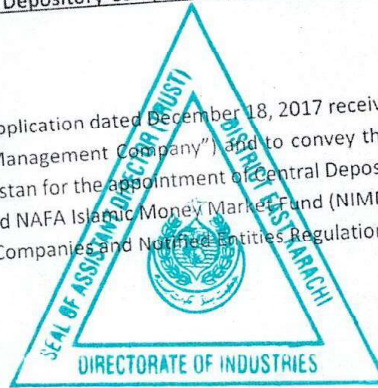 Depository
pplication dated December 18, 2017 receiv
Management Company") and to convey th
stan for the appointment of Central Depos
d NAFA Islamic Money Market Fund (NIMM
Companies and Notified Entities Regulation
SEAL OF ASSISTANT DIRECTOR (TRUST)
DISTRICT EAST KARACHI
DIRECTORATE OF INDUSTRIES